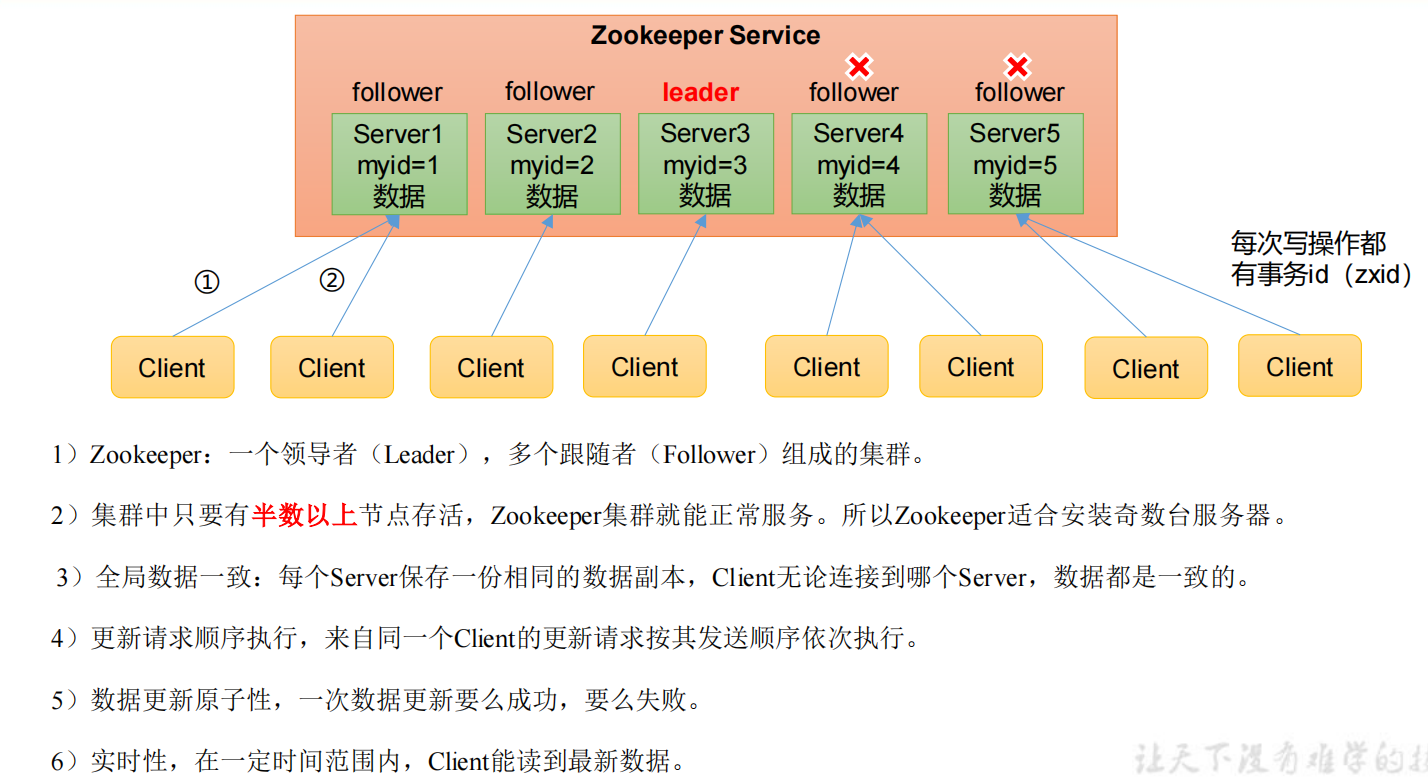 Zookeeper Service
follower
follower
leader
follower
follower
Server1
myid=1
数据
Server2
myid=2
数据
Server3
myid=3
数据
Server4
myid=4
数据
Server5
myid=5
数据
每次写操作都
有事务id（zxid）
①
②
Client
Client
Client
Client
Client
Client
Client
Client
1）Zookeeper：一个领导者（Leader），多个跟随者（Follower）组成的集群。
2）集群中只要有半数以上节点存活，Zookeeper集群就能正常服务。所以Zookeeper适合安装奇数台服务器。
3）全局数据一致：每个Server保存一份相同的数据副本，Client无论连接到哪个Server，数据都是一致的。
4）更新请求顺序执行，来自同一个Client的更新请求按其发送顺序依次执行。
5）数据更新原子性，一次数据更新要么成功，要么失败。
6）实时性，在一定时间范围内，Client能读到最新数据。
让天下没有难学的